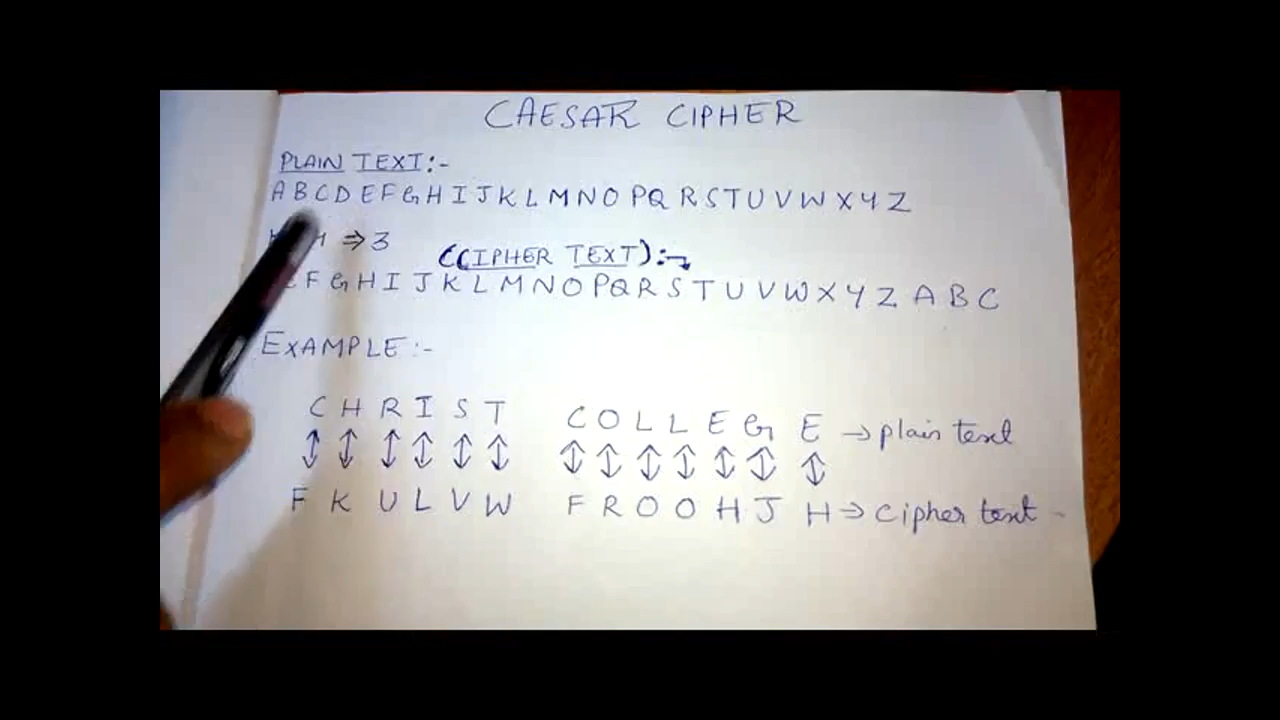 CAESAR CIPHER
PLAIN TEXT:-
A B C D E F G H I J K L M N O P Q R S T U V W X Y Z
⇒ 3
(CIPHER TEXT):-
F G H I J K L M N O P Q R S T U V W X Y Z A B C
EXAMPLE:-
C H R I S T C O L L E G E → plain text
F K U L V W F R O O H J H → cipher text